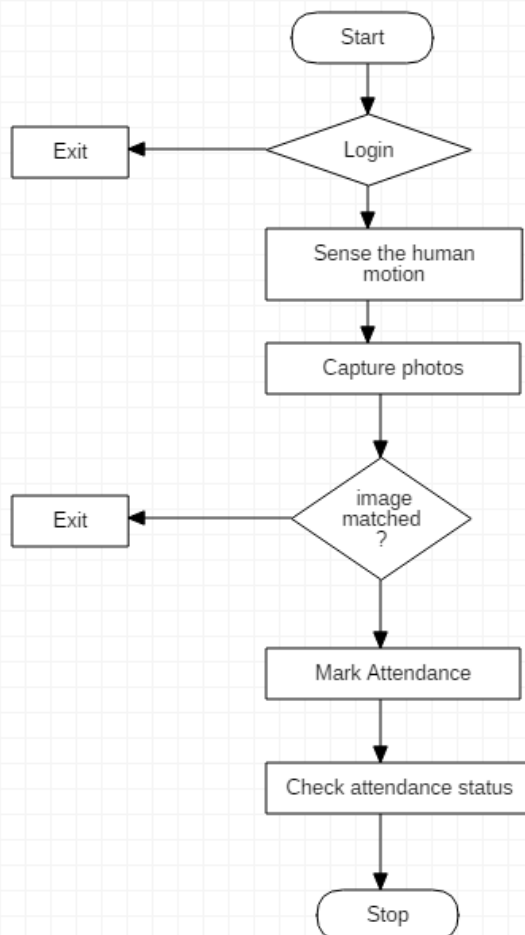 Start
Exit
Login
Sense the human
motion
Capture photos
Exit
image
matched
?
Mark Attendance
Check attendance status
Stop